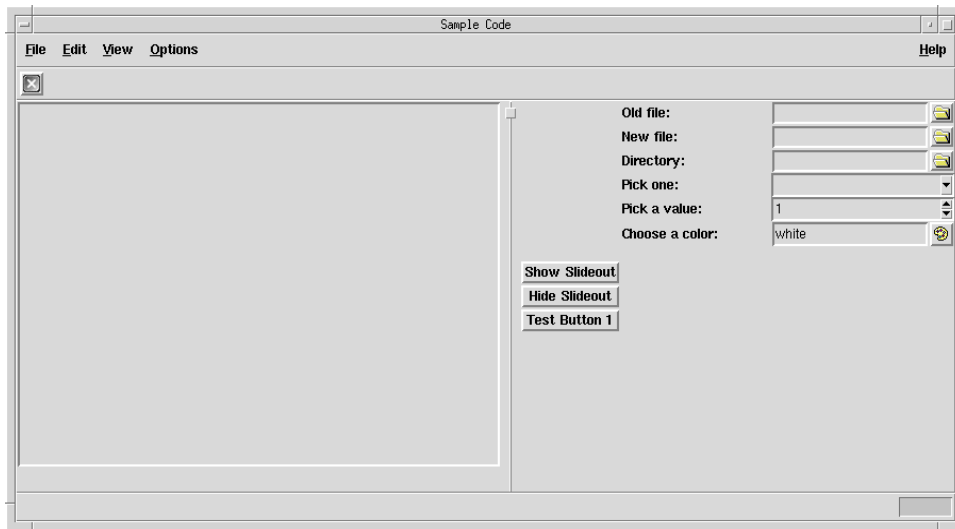 Sample Code
File Edit View Options Help
Old file:
New file:
Directory:
Pick one:
Pick a value: 1
Choose a color: white
Show Slideout
Hide Slideout
Test Button 1